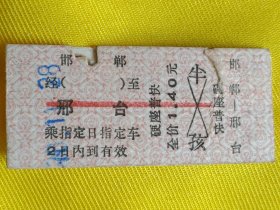 邯 郸
经( )至
邢 台
乘指定日指定车
2日内到有效
硬座普快
全价1.40元
半
孩
邯郸—邢台
硬座普快